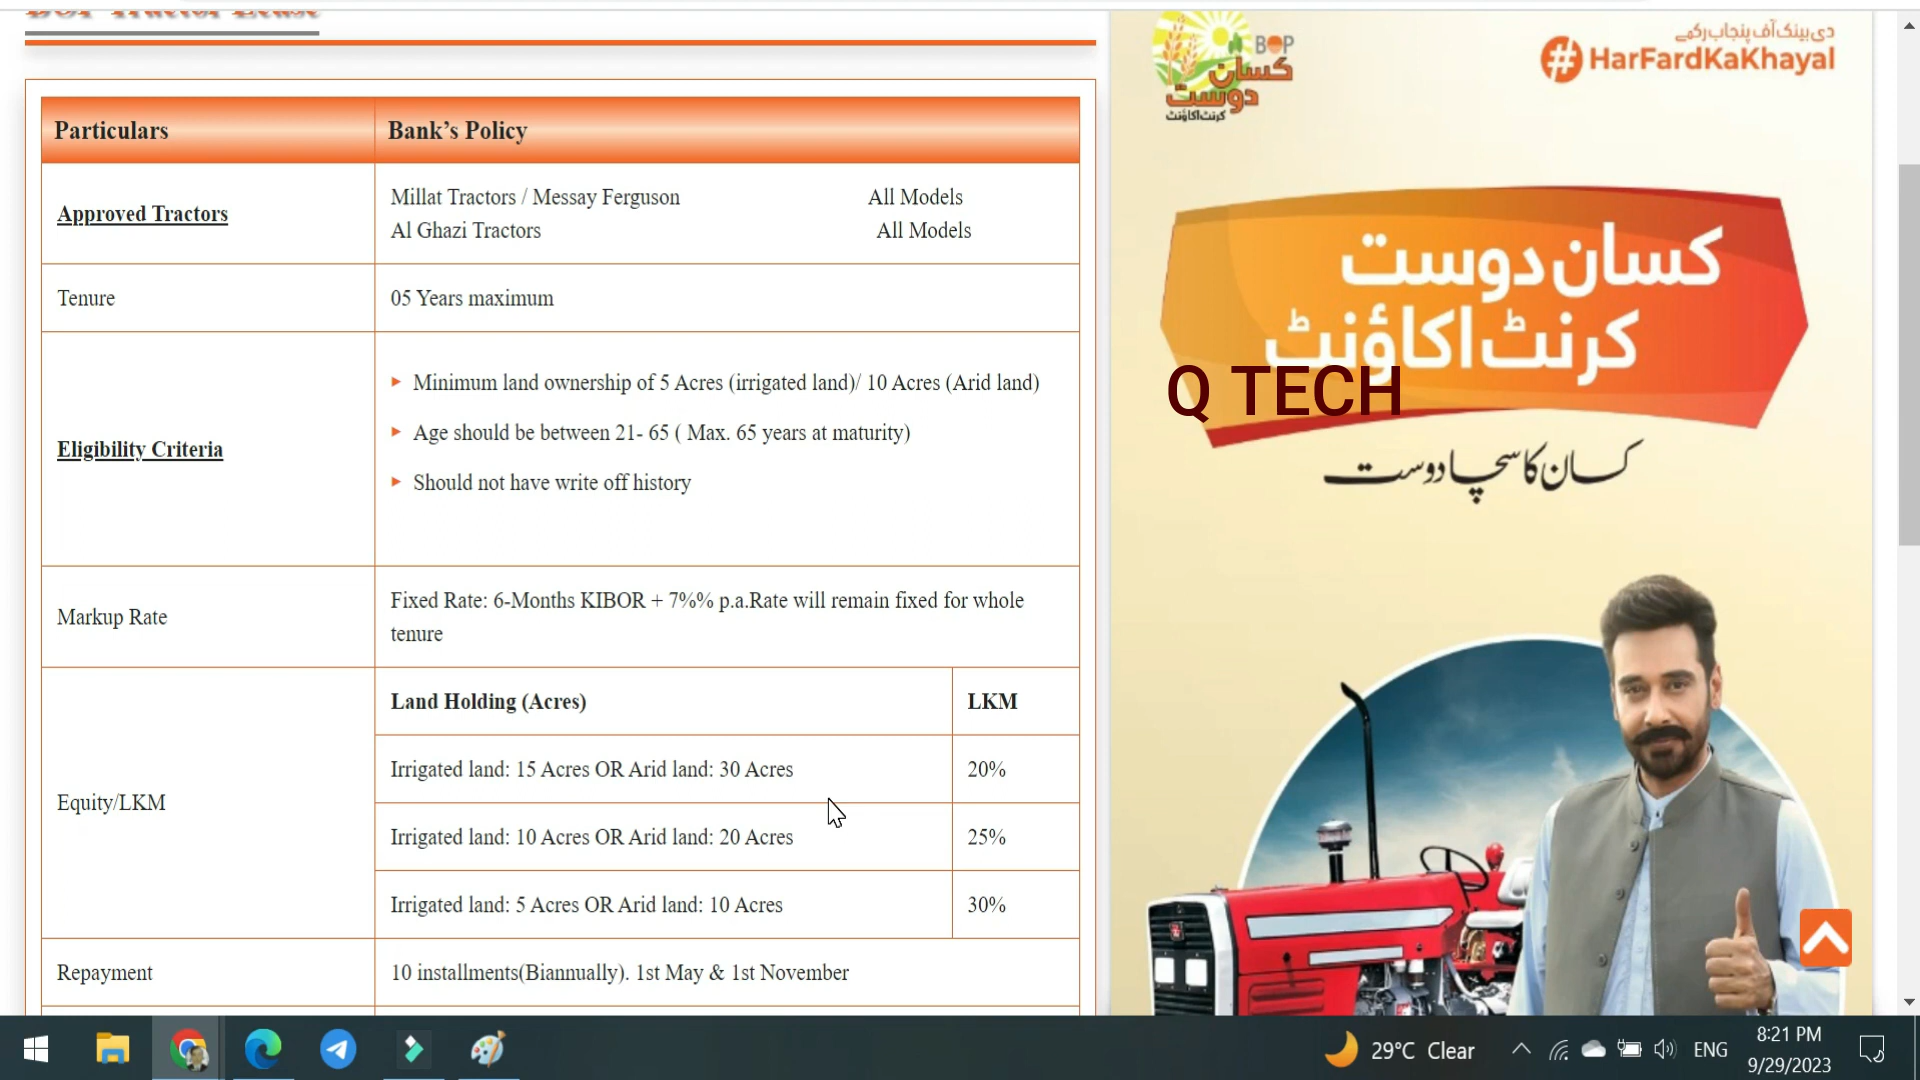 BOP Tractor Lease
Particulars
Bank’s Policy
Approved Tractors
Millat Tractors / Messay Ferguson All Models
Al Ghazi Tractors All Models
Tenure
05 Years maximum
Eligibility Criteria
Minimum land ownership of 5 Acres (irrigated land)/ 10 Acres (Arid land)
Age should be between 21- 65 ( Max. 65 years at maturity)
Should not have write off history
Markup Rate
Fixed Rate: 6-Months KIBOR + 7%% p.a.Rate will remain fixed for whole
tenure
Equity/LKM
Land Holding (Acres) LKM
Irrigated land: 15 Acres OR Arid land: 30 Acres 20%
Irrigated land: 10 Acres OR Arid land: 20 Acres 25%
Irrigated land: 5 Acres OR Arid land: 10 Acres 30%
Repayment
10 installments(Biannually). 1st May & 1st November
BOP
کسان
دوست
کرنٹ اکاؤنٹ
دی بینک آف پنجاب رکھے
#HarFardKaKhayal
کسان دوست
کرنٹ اکاؤنٹ
Q TECH
کسان کا سچا دوست
29°C Clear
ENG
8:21 PM
9/29/2023